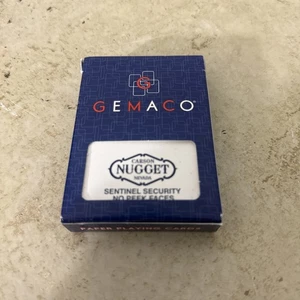 G
GEMACO
CARSON
NUGGET
NEVADA
SENTINEL SECURITY
NO PEEK FACES
PAPER PLAYING CARDS